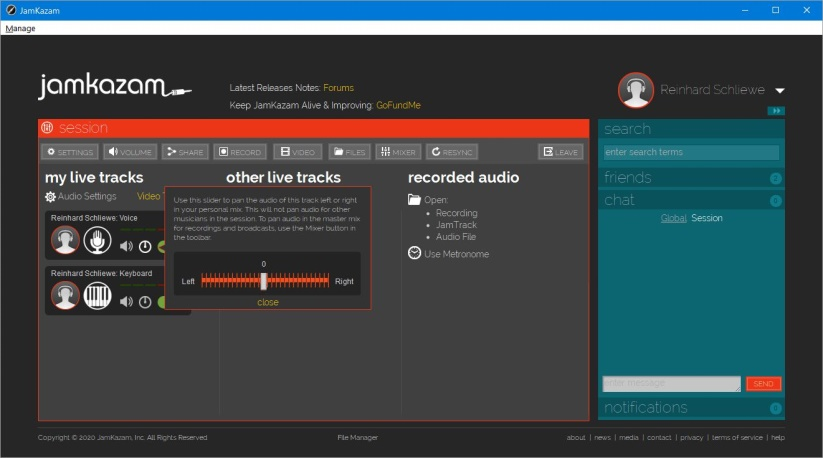 JamKazam
Manage
jamkazam
Latest Releases Notes: Forums
Keep JamKazam Alive & Improving: GoFundMe
Reinhard Schliewe
session
SETTINGS VOLUME SHARE RECORD VIDEO FILES MIXER RESYNC LEAVE
my live tracks
Audio Settings Video
Reinhard Schliewe: Voice
Reinhard Schliewe: Keyboard
other live tracks
Use this slider to pan the audio of this track left or right
in your personal mix. This will not pan audio for other
musicians in the session. To pan audio in the master mix
for recordings and broadcasts, use the Mixer button in
the toolbar.
0
Left Right
close
recorded audio
Open:
• Recording
• JamTrack
• Audio File
Use Metronome
search
enter search terms
friends
chat
Global Session
enter message
SEND
notifications
Copyright © 2020 JamKazam, Inc. All Rights Reserved
File Manager
about | news | media | contact | privacy | terms of service | help